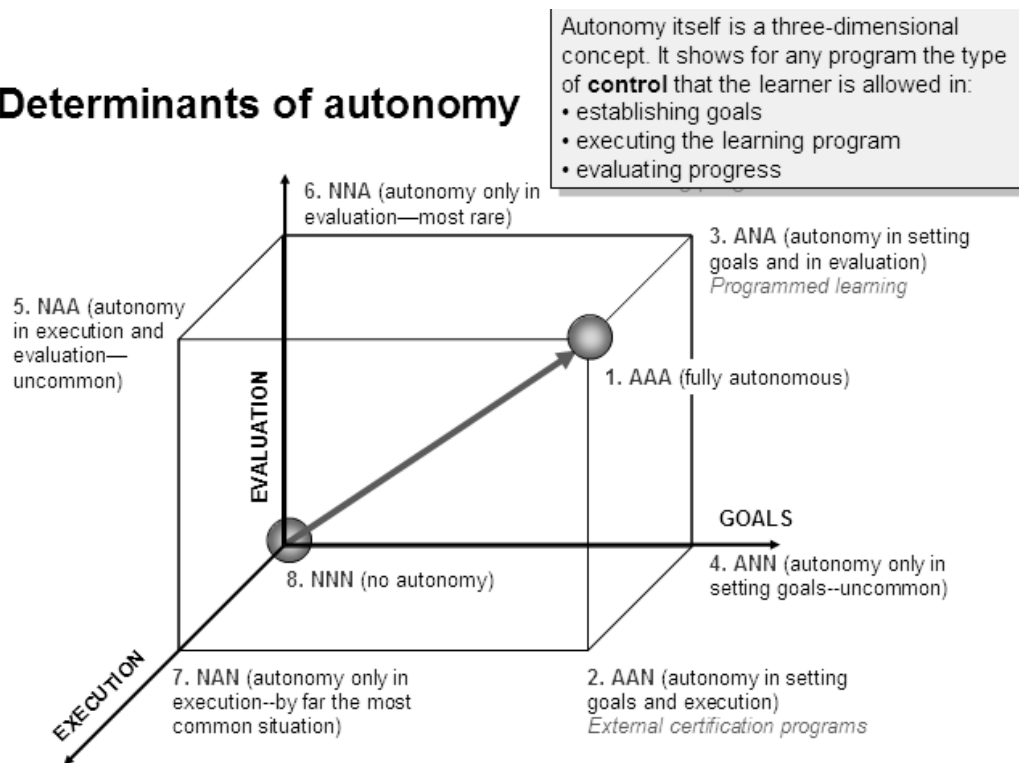 Autonomy itself is a three-dimensional
concept. It shows for any program the type
of control that the learner is allowed in:
• establishing goals
• executing the learning program
• evaluating progress
Determinants of autonomy
6. NNA (autonomy only in
evaluation—most rare)
3. ANA (autonomy in setting
goals and in evaluation)
Programmed learning
5. NAA (autonomy
in execution and
evaluation—
uncommon)
1. AAA (fully autonomous)
EVALUATION
GOALS
4. ANN (autonomy only in
setting goals--uncommon)
8. NNN (no autonomy)
EXECUTION
7. NAN (autonomy only in
execution--by far the most
common situation)
2. AAN (autonomy in setting
goals and execution)
External certification programs